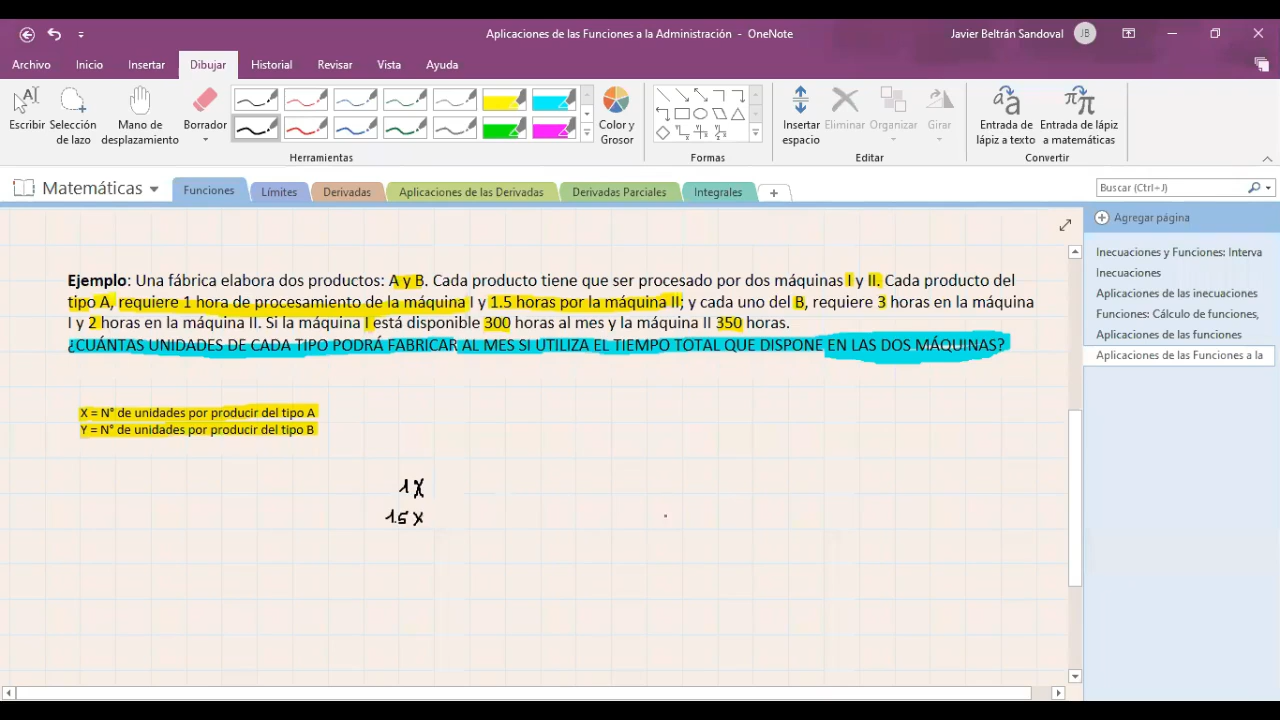 Aplicaciones de las Funciones a la Administración - OneNote
Javier Beltrán Sandoval JB
Archivo Inicio Insertar Dibujar Historial Revisar Vista Ayuda
Escribir
Selección de lazo
Mano de desplazamiento
Borrador
Color y Grosor
Insertar espacio
Eliminar
Organizar
Girar
Entrada de lápiz a texto
Entrada de lápiz a matemáticas
Herramientas Formas Editar Convertir
Matemáticas
Funciones Límites Derivadas Aplicaciones de las Derivadas Derivadas Parciales Integrales
Buscar (Ctrl+J)
Agregar página
Inecuaciones y Funciones: Interva
Inecuaciones
Aplicaciones de las inecuaciones
Funciones: Cálculo de funciones,
Aplicaciones de las funciones
Aplicaciones de las Funciones a la
Ejemplo: Una fábrica elabora dos productos: A y B. Cada producto tiene que ser procesado por dos máquinas I y II. Cada producto del
tipo A, requiere 1 hora de procesamiento de la máquina I y 1.5 horas por la máquina II; y cada uno del B, requiere 3 horas en la máquina
I y 2 horas en la máquina II. Si la máquina I está disponible 300 horas al mes y la máquina II 350 horas.
¿CUÁNTAS UNIDADES DE CADA TIPO PODRÁ FABRICAR AL MES SI UTILIZA EL TIEMPO TOTAL QUE DISPONE EN LAS DOS MÁQUINAS?
X = N° de unidades por producir del tipo A
Y = N° de unidades por producir del tipo B
1X
1.5 X